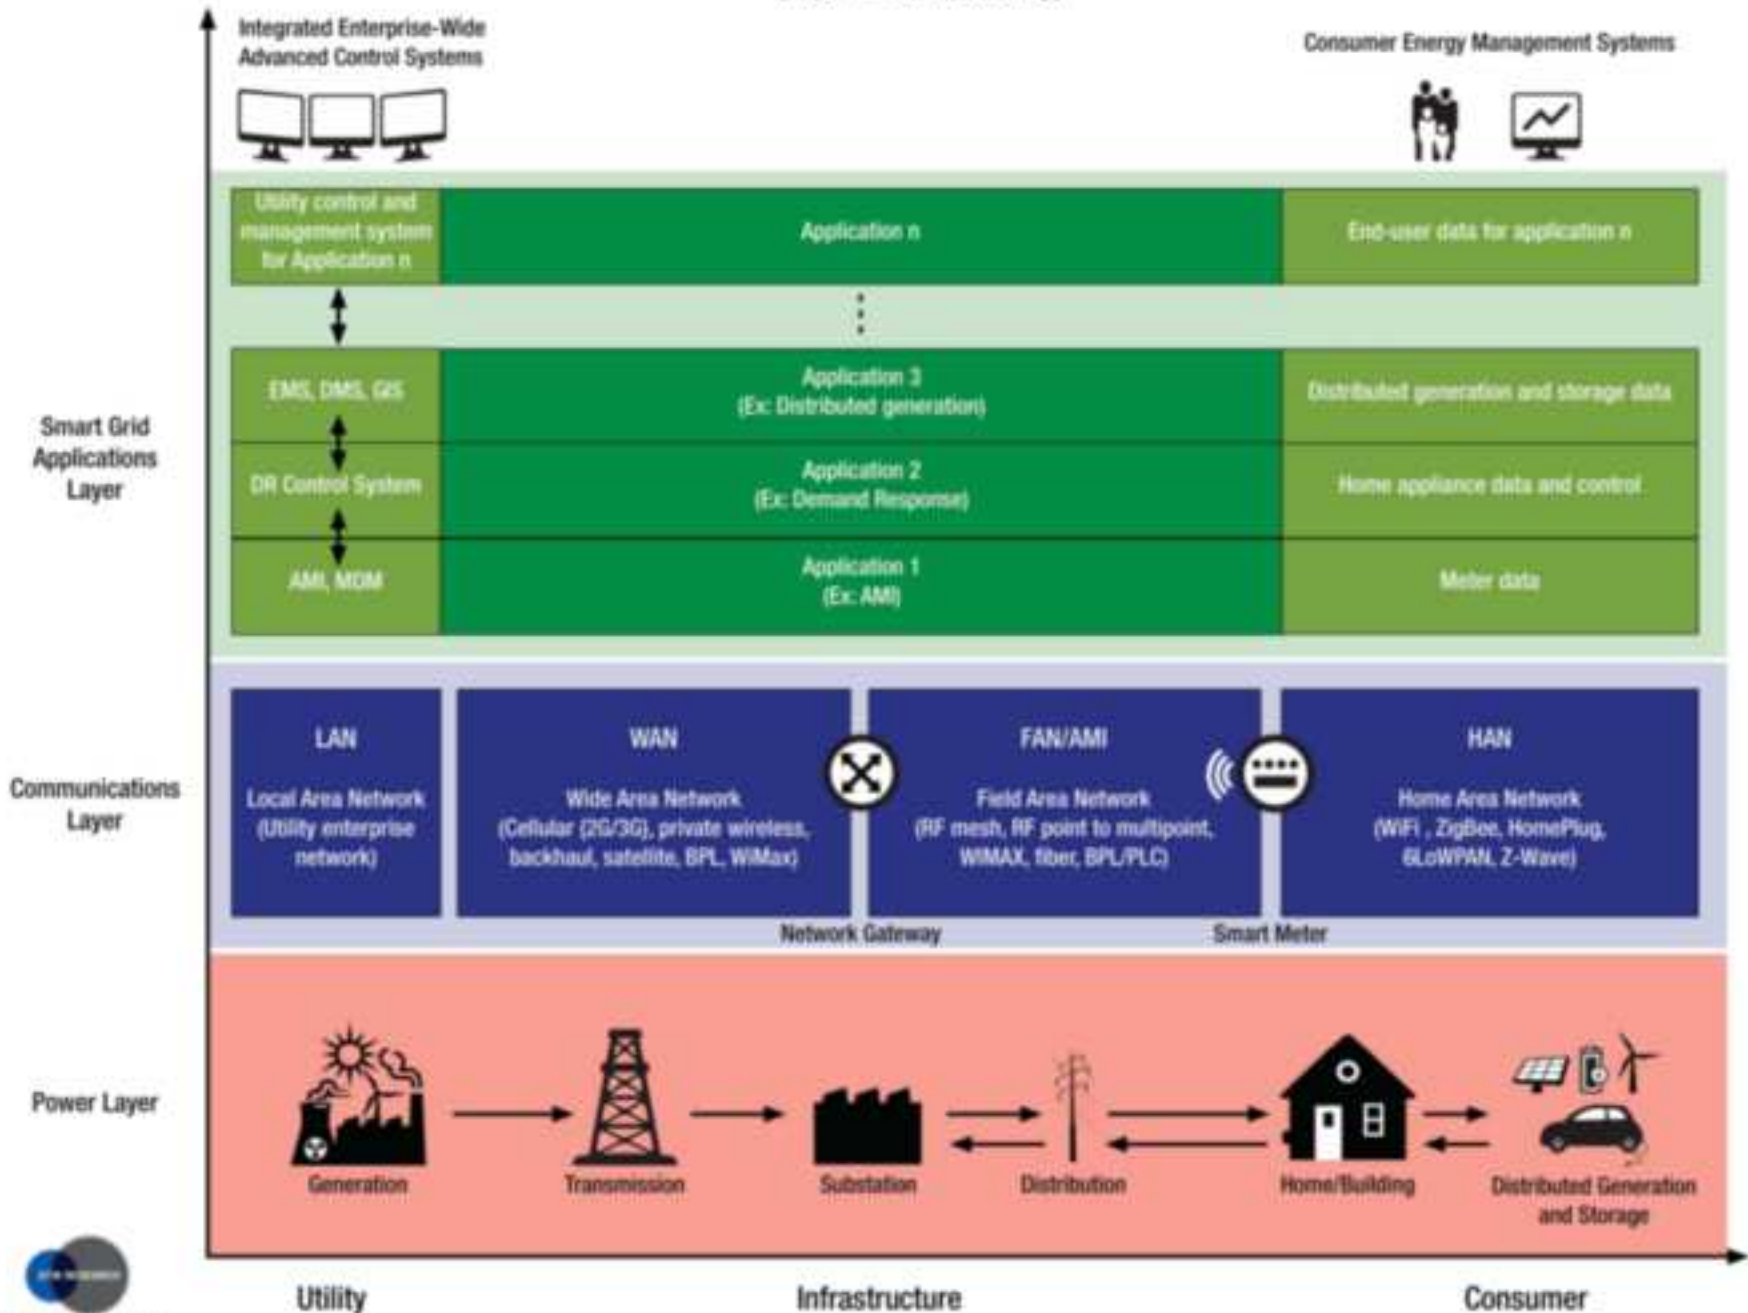 Integrated Enterprise-Wide
Advanced Control Systems
Consumer Energy Management Systems
Utility control and
management system
for Application n
Application n
End-user data for application n
Smart Grid
Applications
Layer
EMS, DMS, GIS
Application 3
(Ex: Distributed generation)
Distributed generation and storage data
DR Control System
Application 2
(Ex: Demand Response)
Home appliance data and control
AMI, MDM
Application 1
(Ex: AMI)
Meter data
Communications
Layer
LAN
Local Area Network
(Utility enterprise
network)
WAN
Wide Area Network
(Cellular (2G/3G), private wireless,
backhaul, satellite, BPL, WiMax)
FAN/AMI
Field Area Network
(RF mesh, RF point to multipoint,
WIMAX, fiber, BPL/PLC)
HAN
Home Area Network
(WiFi , ZigBee, HomePlug,
6LoWPAN, Z-Wave)
Network Gateway
Smart Meter
Power Layer
Generation
Transmission
Substation
Distribution
Home/Building
Distributed Generation
and Storage
Utility
Infrastructure
Consumer